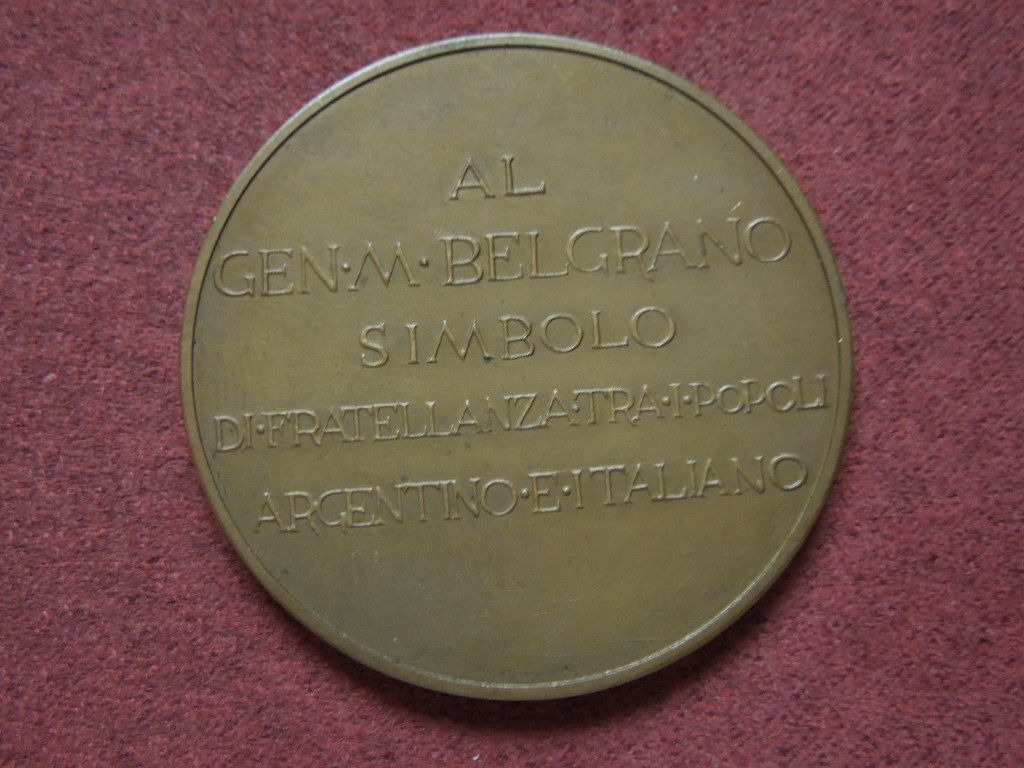 AL
GEN·M·BELGRANO
SIMBOLO
DI·FRATELLANZA·TRA·I·POPOLI
ARGENTINO·E·ITALIANO